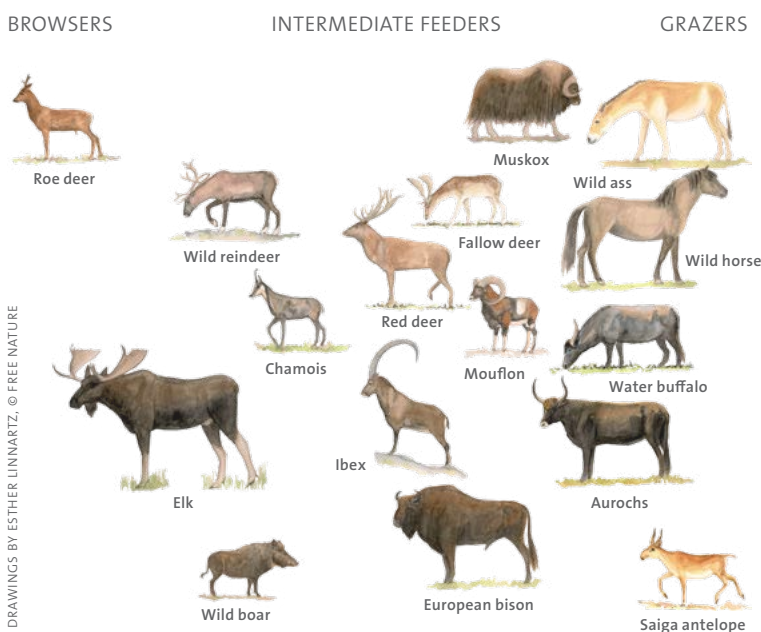 BROWSERS
INTERMEDIATE FEEDERS
GRAZERS
Muskox
Roe deer
Wild ass
Fallow deer
Wild reindeer
Wild horse
Red deer
Chamois
Mouflon
Water buffalo
Ibex
Elk
Aurochs
European bison
Wild boar
Saiga antelope
DRAWINGS BY ESTHER LINNARTZ, © FREE NATURE